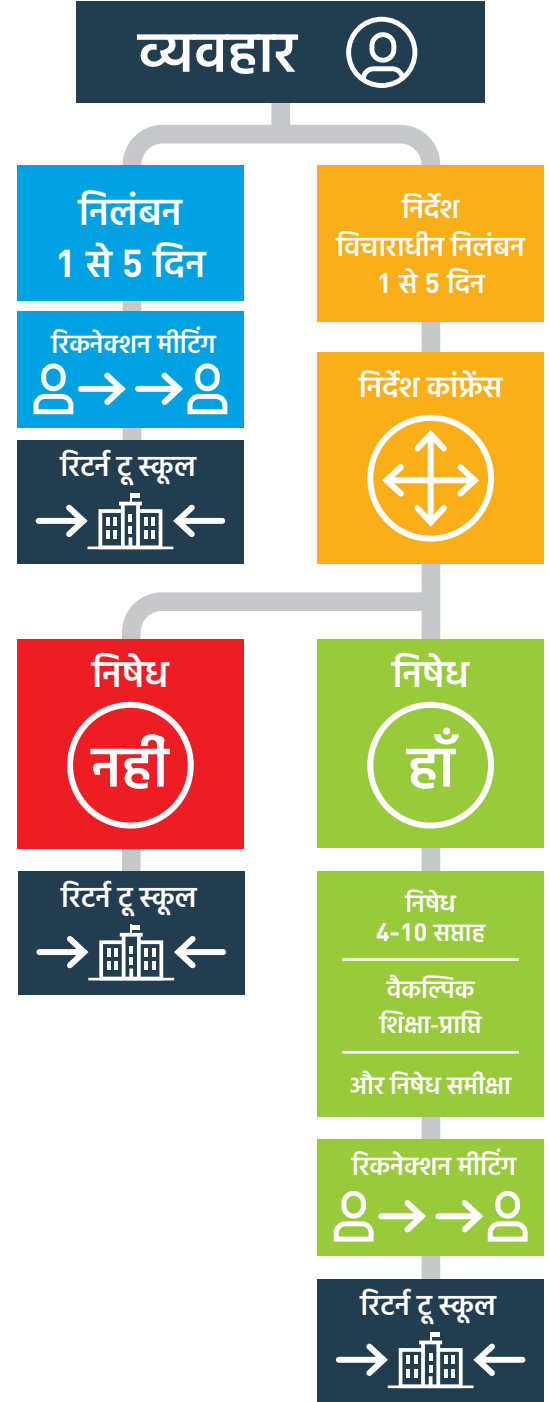 व्यवहार
निलंबन
1 से 5 दिन
रिकनेक्शन मीटिंग
रिटर्न टू स्कूल
निर्देश
विचाराधीन निलंबन
1 से 5 दिन
निर्देश कांफ्रेंस
निषेध
नहीं
रिटर्न टू स्कूल
निषेध
हाँ
निषेध
4-10 सप्ताह
वैकल्पिक
शिक्षा-प्राप्ति
और निषेध समीक्षा
रिकनेक्शन मीटिंग
रिटर्न टू स्कूल